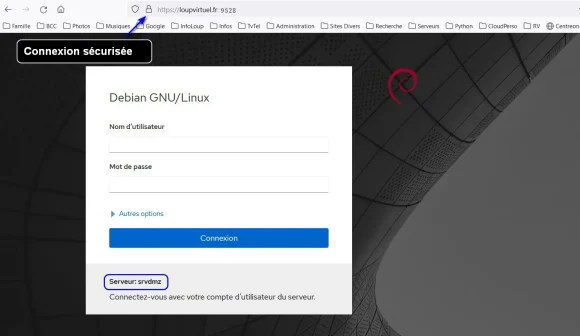 https://loupvirtuel.fr:9528
Famille BCC Photos Musiques Google InfoLoup Infos TvTel Administration Sites Divers Recherche Serveurs Python CloudPerso RV Centreon
Connexion sécurisée
Debian GNU/Linux
Nom d'utilisateur
Mot de passe
Autres options
Connexion
Serveur: srvdmz
Connectez-vous avec votre compte d'utilisateur du serveur.